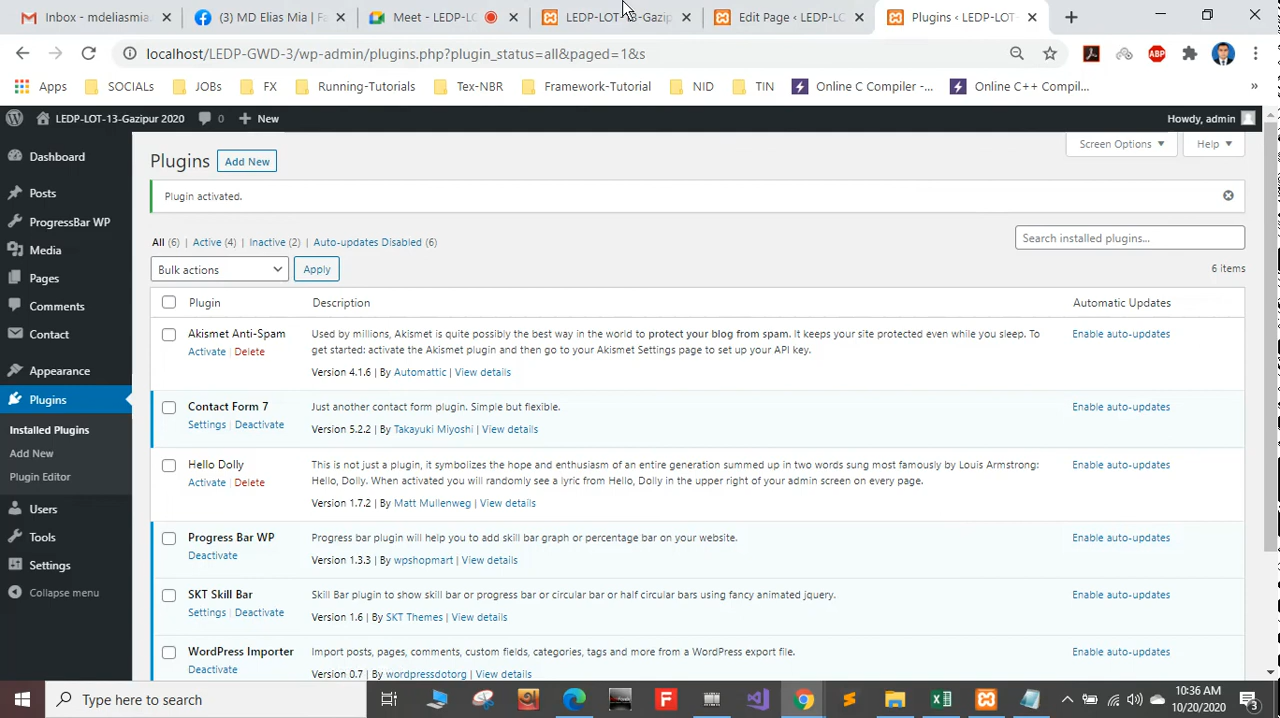 Inbox - mdeliasmia.
(3) MD Elias Mia | Fa
Meet - LEDP-LO
LEDP-LOT-13-Gazip
Edit Page ‹ LEDP-LO
Plugins ‹ LEDP-LOT-
localhost/LEDP-GWD-3/wp-admin/plugins.php?plugin_status=all&paged=1&s
ABP
Apps SOCIALS JOBs FX Running-Tutorials Tex-NBR Framework-Tutorial NID TIN Online C Compiler -... Online C++ Compil... »
LEDP-LOT-13-Gazipur 2020 0 + New Howdy, admin
Screen Options Help
Dashboard
Posts
ProgressBar WP
Media
Pages
Comments
Contact
Appearance
Plugins
Installed Plugins
Add New
Plugin Editor
Users
Tools
Settings
Collapse menu
Plugins Add New
Plugin activated.
All (6) | Active (4) | Inactive (2) | Auto-updates Disabled (6)
Search installed plugins...
Bulk actions Apply
6 items
Plugin Description Automatic Updates
Akismet Anti-Spam
Activate | Delete
Used by millions, Akismet is quite possibly the best way in the world to protect your blog from spam. It keeps your site protected even while you sleep. To
get started: activate the Akismet plugin and then go to your Akismet Settings page to set up your API key.
Version 4.1.6 | By Automattic | View details
Enable auto-updates
Contact Form 7
Settings | Deactivate
Just another contact form plugin. Simple but flexible.
Version 5.2.2 | By Takayuki Miyoshi | View details
Enable auto-updates
Hello Dolly
Activate | Delete
This is not just a plugin, it symbolizes the hope and enthusiasm of an entire generation summed up in two words sung most famously by Louis Armstrong:
Hello, Dolly. When activated you will randomly see a lyric from Hello, Dolly in the upper right of your admin screen on every page.
Version 1.7.2 | By Matt Mullenweg | View details
Enable auto-updates
Progress Bar WP
Deactivate
Progress bar plugin will help you to add skill bar graph or percentage bar on your website.
Version 1.3.3 | By wpshopmart | View details
Enable auto-updates
SKT Skill Bar
Settings | Deactivate
Skill Bar plugin to show skill bar or progress bar or circular bar or half circular bars using fancy animated jquery.
Version 1.6 | By SKT Themes | View details
Enable auto-updates
WordPress Importer
Deactivate
Import posts, pages, comments, custom fields, categories, tags and more from a WordPress export file.
Version 0.7 | By wordpressdotorg | View details
Enable auto-updates
Type here to search
10:36 AM
10/20/2020
3